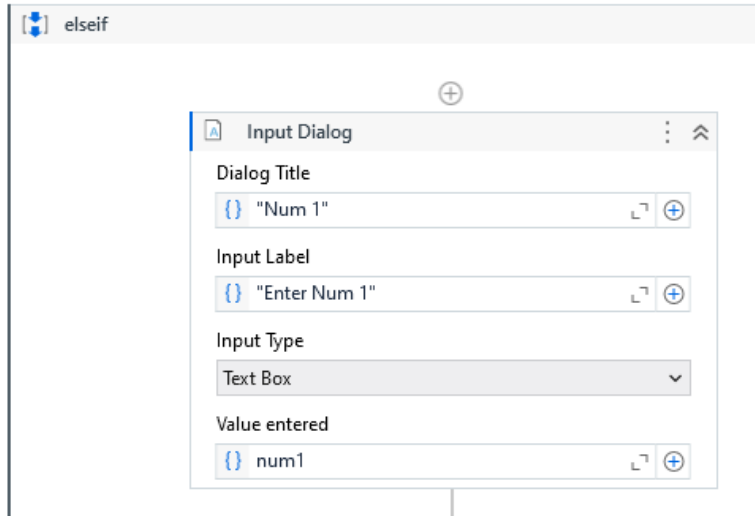 elseif
Input Dialog
Dialog Title
{} "Num 1"
Input Label
{} "Enter Num 1"
Input Type
Text Box
Value entered
{} num1